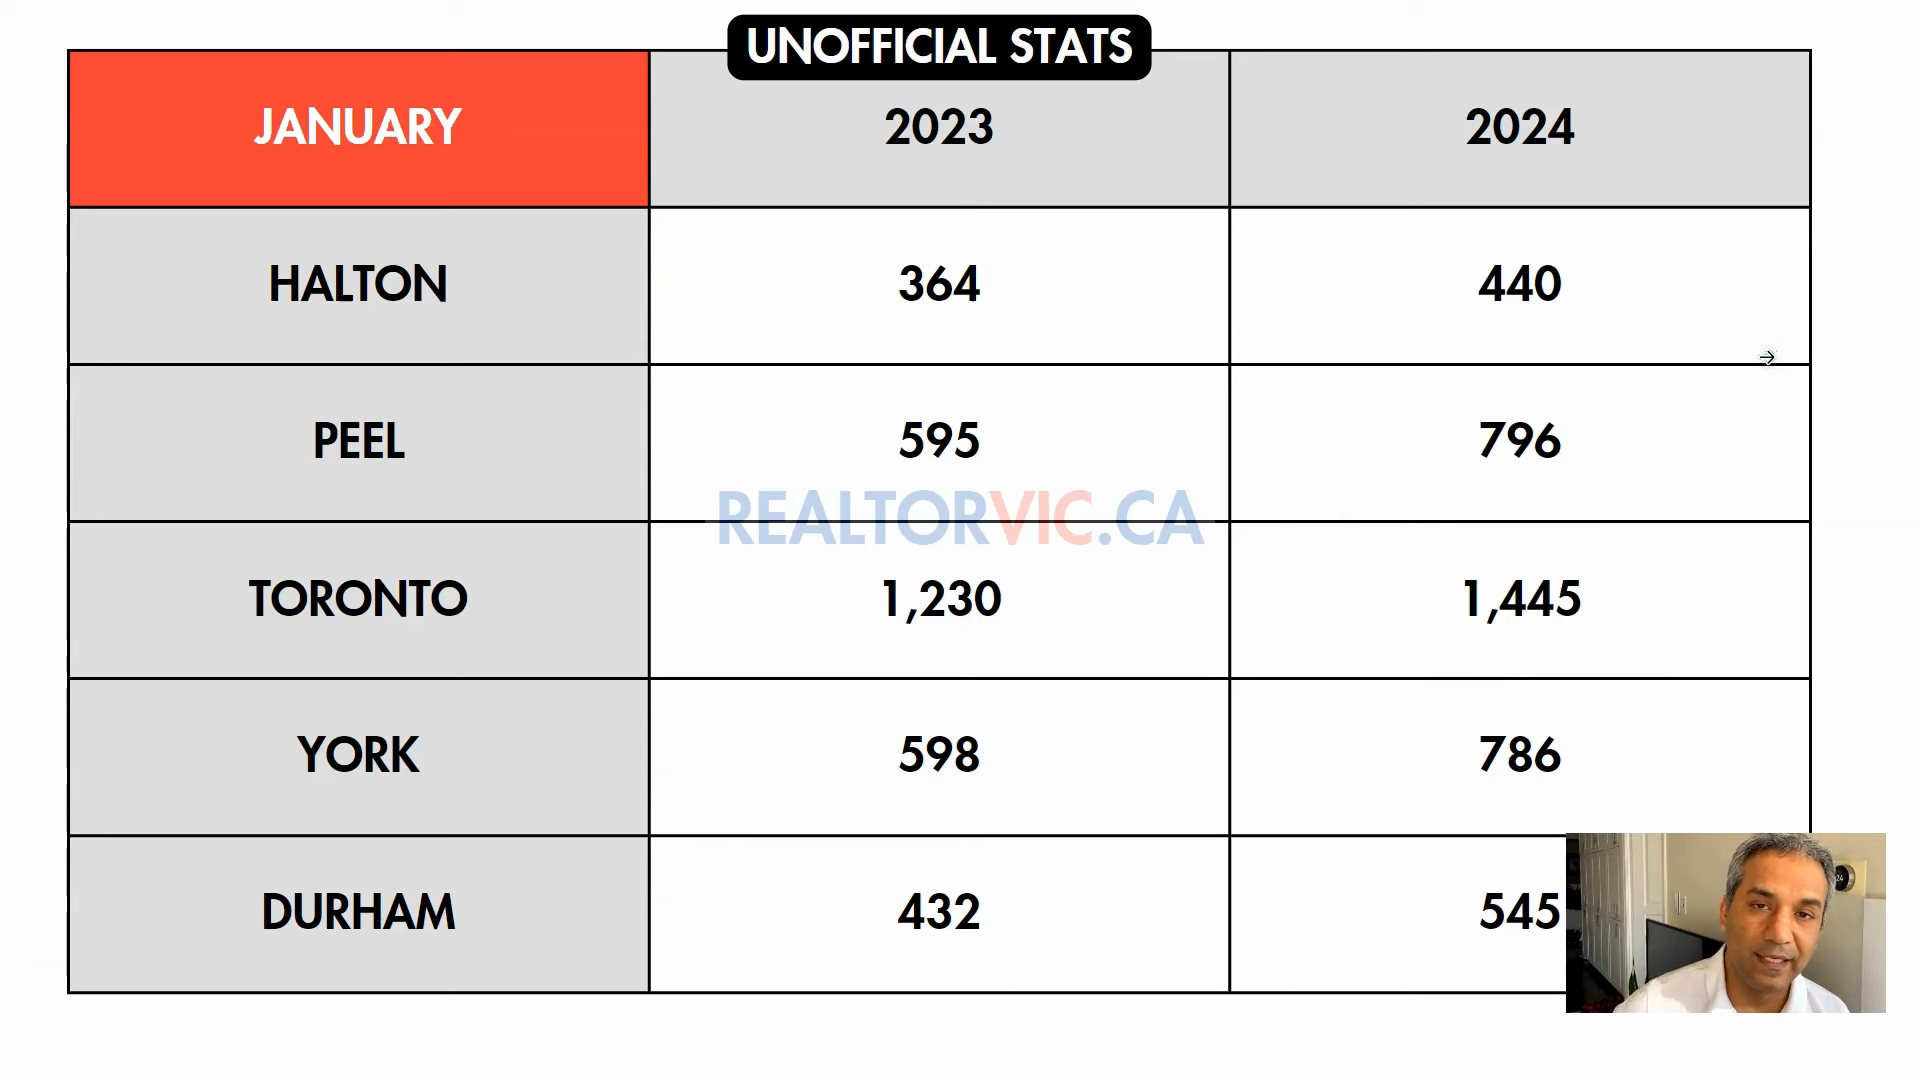 UNOFFICIAL STATS
JANUARY 2023 2024
HALTON 364 440
PEEL 595 796
REALTORVIC.CA
TORONTO 1,230 1,445
YORK 598 786
DURHAM 432 545
24